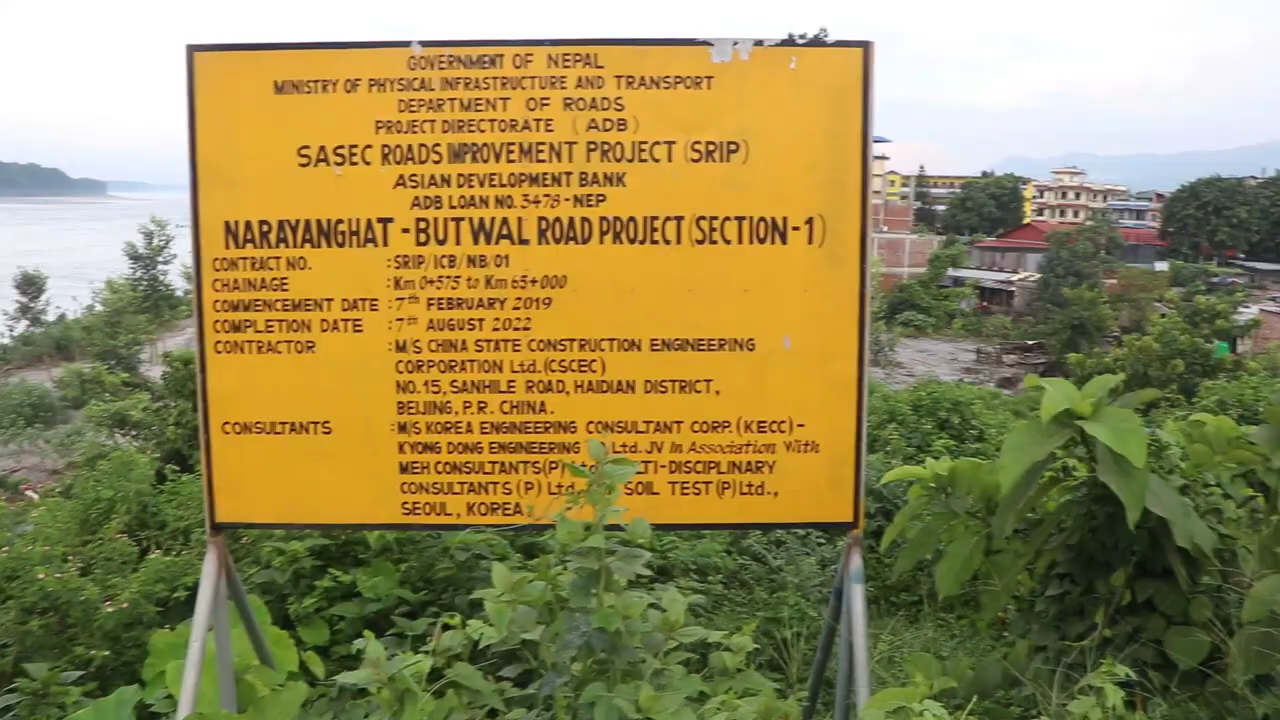 GOVERNMENT OF NEPAL
MINISTRY OF PHYSICAL INFRASTRUCTURE AND TRANSPORT
DEPARTMENT OF ROADS
PROJECT DIRECTORATE (ADB)
SASEC ROADS IMPROVEMENT PROJECT (SRIP)
ASIAN DEVELOPMENT BANK
ADB LOAN NO. 3478-NEP
NARAYANGHAT - BUTWAL ROAD PROJECT (SECTION-1)
CONTRACT NO. : SRIP/ICB/NB/01
CHAINAGE : Km 0+575 to Km 65+000
COMMENCEMENT DATE : 7th FEBRUARY 2019
COMPLETION DATE : 7th AUGUST 2022
CONTRACTOR : M/S CHINA STATE CONSTRUCTION ENGINEERING
CORPORATION Ltd. (CSCEC)
NO. 15, SANHILE ROAD, HAIDIAN DISTRICT,
BEIJING, P.R. CHINA.
CONSULTANTS : M/S KOREA ENGINEERING CONSULTANT CORP. (KECC) -
KYONG DONG ENGINEERING Ltd. JV In Association With
MEH CONSULTANTS (P) TI-DISCIPLINARY
CONSULTANTS (P) Ltd. SOIL TEST (P) Ltd.,
SEOUL, KOREA